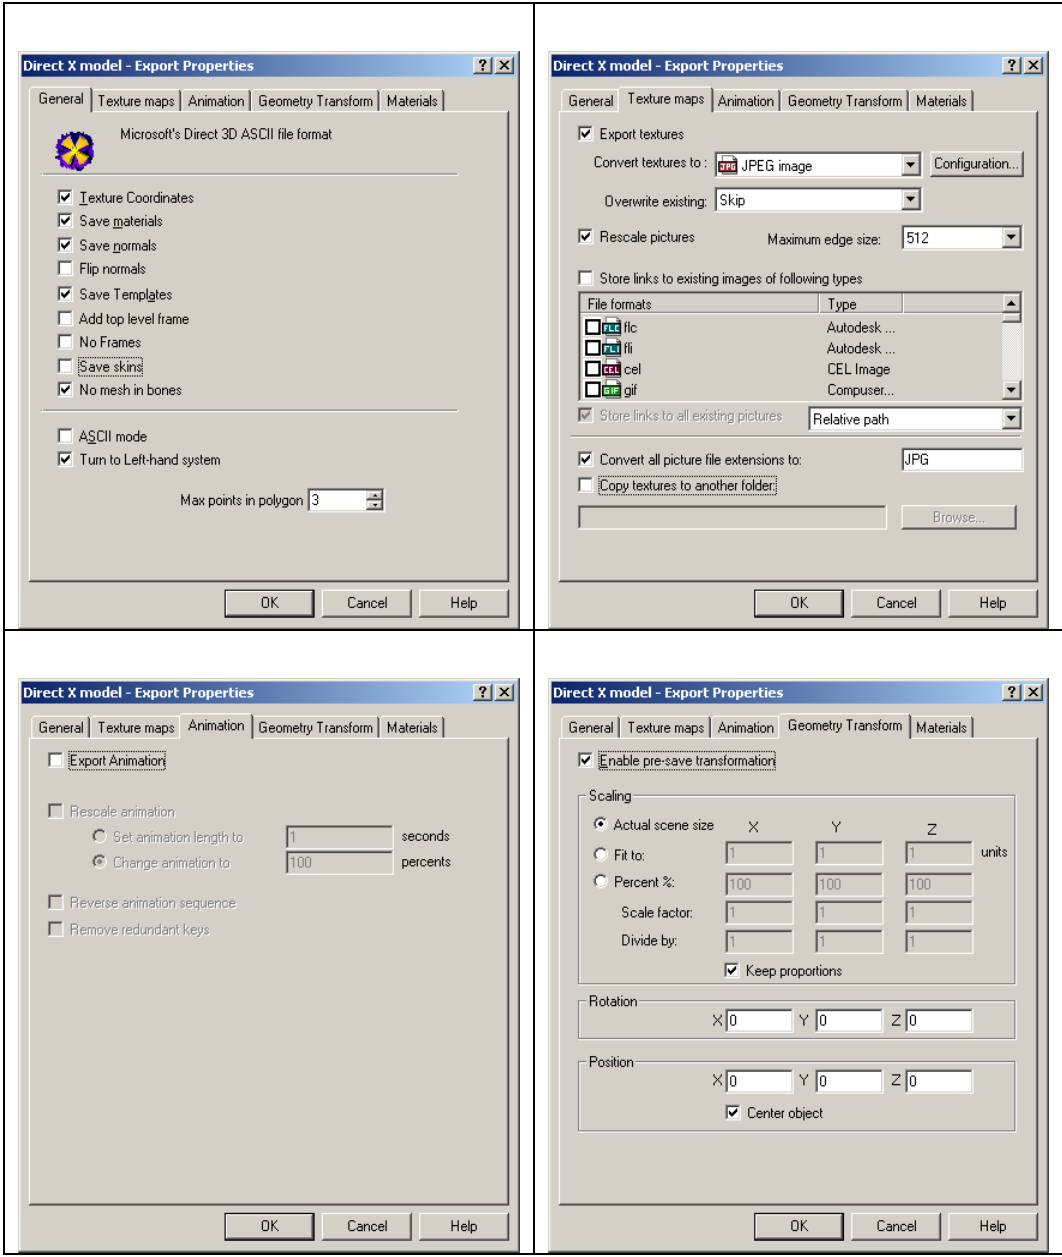 Direct X model - Export Properties
General Texture maps Animation Geometry Transform Materials
Microsoft's Direct 3D ASCII file format
Texture Coordinates
Save materials
Save normals
Flip normals
Save Templates
Add top level frame
No Frames
Save skins
No mesh in bones
ASCII mode
Turn to Left-hand system
Max points in polygon 3
OK Cancel Help
Direct X model - Export Properties
General Texture maps Animation Geometry Transform Materials
Export textures
Convert textures to : JPG JPEG image Configuration...
Overwrite existing: Skip
Rescale pictures Maximum edge size: 512
Store links to existing images of following types
File formats Type
FLC flc Autodesk ...
FLI fli Autodesk ...
CEL cel CEL Image
GIF gif Compuser...
Store links to all existing pictures Relative path
Convert all picture file extensions to: JPG
Copy textures to another folder:
Browse...
OK Cancel Help
Direct X model - Export Properties
General Texture maps Animation Geometry Transform Materials
Export Animation
Rescale animation
Set animation length to 1 seconds
Change animation to 100 percents
Reverse animation sequence
Remove redundant keys
OK Cancel Help
Direct X model - Export Properties
General Texture maps Animation Geometry Transform Materials
Enable pre-save transformation
Scaling
Actual scene size X Y Z
Fit to: 1 1 1 units
Percent %: 100 100 100
Scale factor: 1 1 1
Divide by: 1 1 1
Keep proportions
Rotation
X 0 Y 0 Z 0
Position
X 0 Y 0 Z 0
Center object
OK Cancel Help